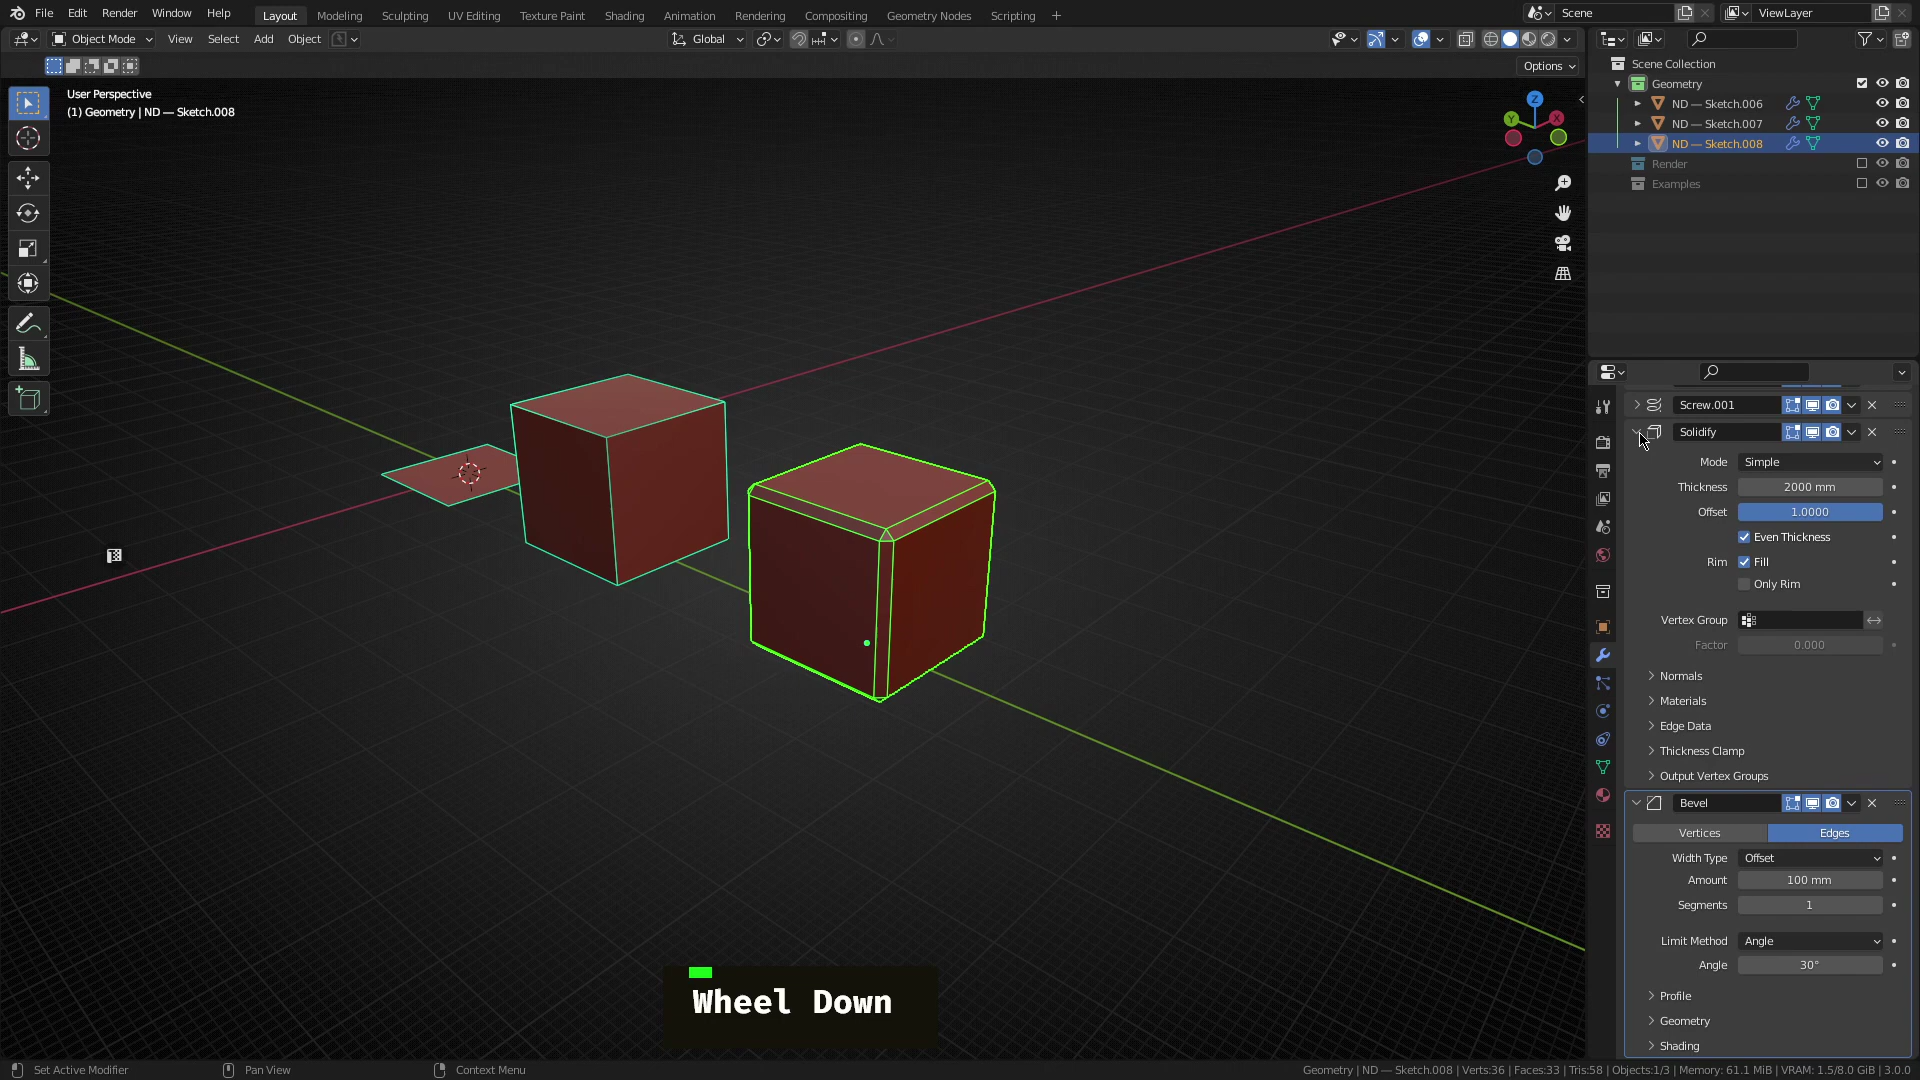 File Edit Render Window Help Layout Modeling Sculpting UV Editing Texture Paint Shading Animation Rendering Compositing Geometry Nodes Scripting + Scene ViewLayer
Object Mode View Select Add Object Global
Options
User Perspective
(1) Geometry | ND — Sketch.008
Z
Y
X
Scene Collection
Geometry
ND — Sketch.006
ND — Sketch.007
ND — Sketch.008
Render
Examples
Screw.001
Solidify
Mode Simple
Thickness 2000 mm
Offset 1.0000
Even Thickness
Rim Fill
Only Rim
Vertex Group
Factor 0.000
Normals
Materials
Edge Data
Thickness Clamp
Output Vertex Groups
Bevel
Vertices Edges
Width Type Offset
Amount 100 mm
Segments 1
Limit Method Angle
Angle 30°
Profile
Geometry
Shading
Wheel Down
Set Active Modifier Pan View Context Menu Geometry | ND — Sketch.008 | Verts:36 | Faces:33 | Tris:58 | Objects:1/3 | Memory: 61.1 MiB | VRAM: 1.5/8.0 GiB | 3.0.0